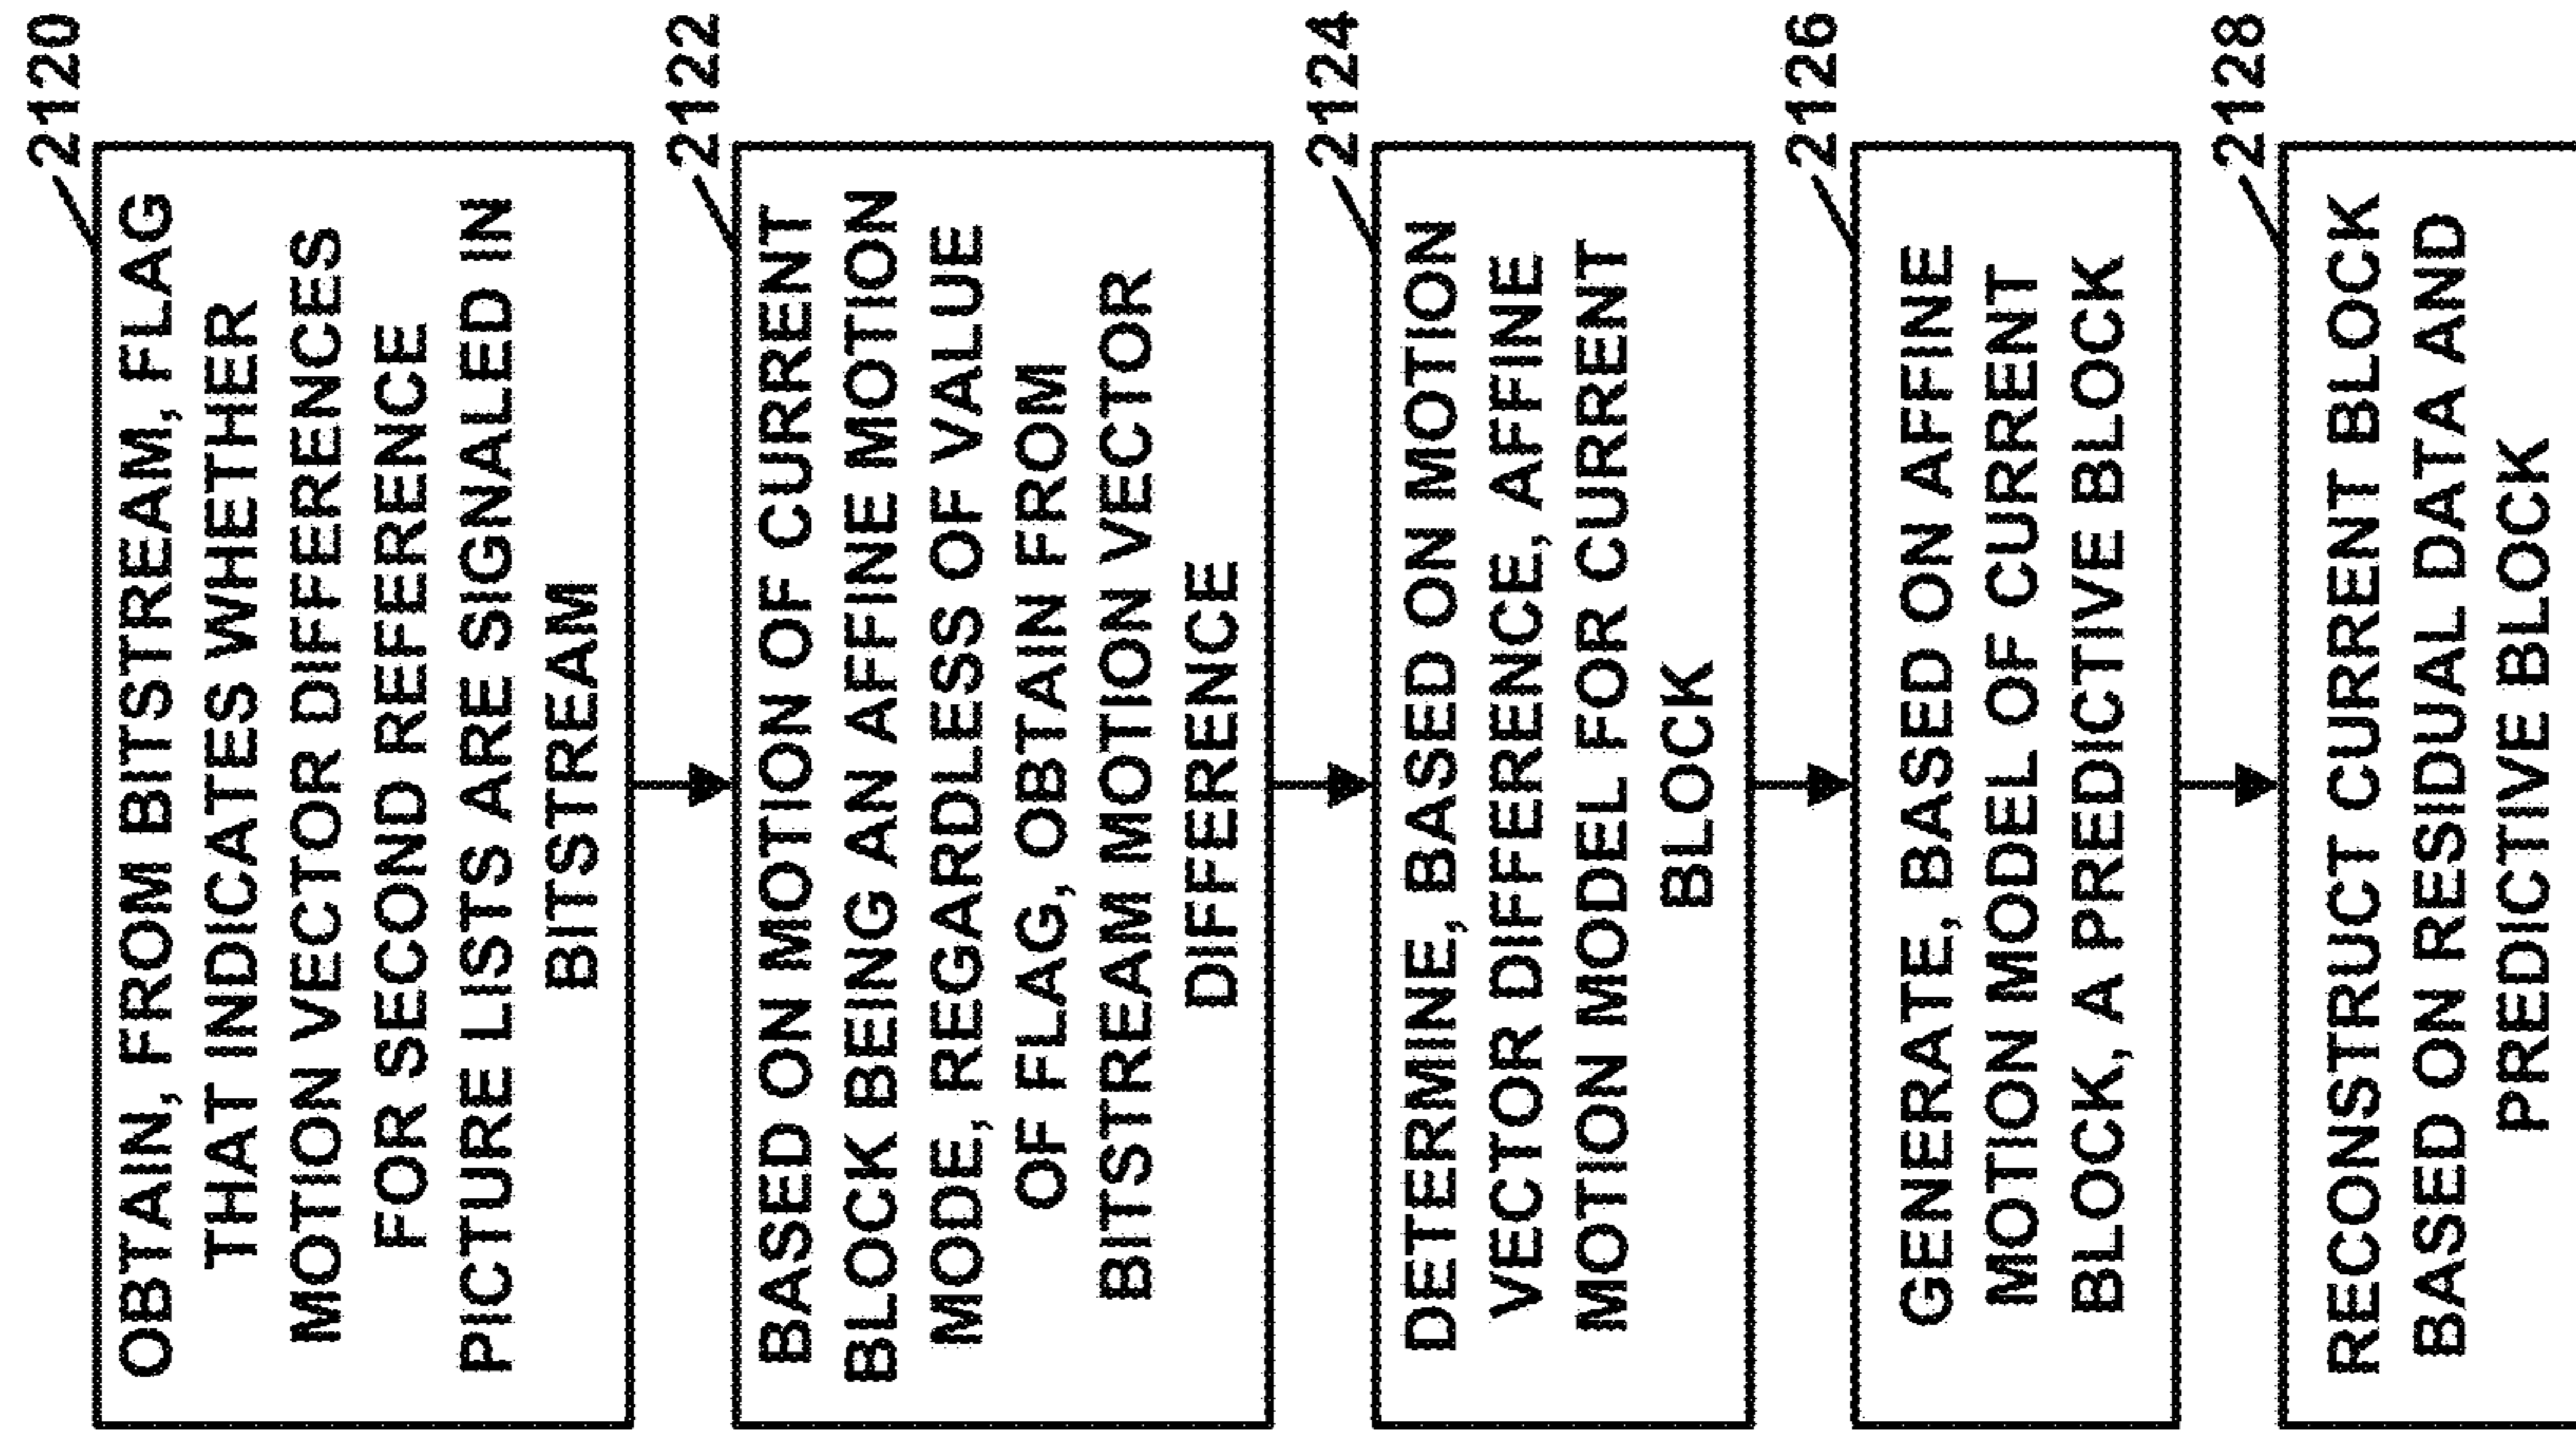 2120
OBTAIN, FROM BITSTREAM, FLAG
THAT INDICATES WHETHER
MOTION VECTOR DIFFERENCES
FOR SECOND REFERENCE
PICTURE LISTS ARE SIGNALED IN
BITSTREAM
2122
BASED ON MOTION OF CURRENT
BLOCK BEING AN AFFINE MOTION
MODE, REGARDLESS OF VALUE
OF FLAG, OBTAIN FROM
BITSTREAM MOTION VECTOR
DIFFERENCE
2124
DETERMINE, BASED ON MOTION
VECTOR DIFFERENCE, AFFINE
MOTION MODEL FOR CURRENT
BLOCK
2126
GENERATE, BASED ON AFFINE
MOTION MODEL OF CURRENT
BLOCK, A PREDICTIVE BLOCK
2128
RECONSTRUCT CURRENT BLOCK
BASED ON RESIDUAL DATA AND
PREDICTIVE BLOCK